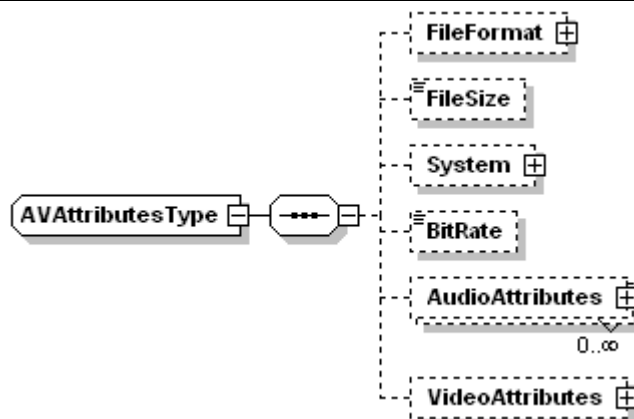 FileFormat
FileSize
System
AVAttributesType
BitRate
AudioAttributes
0..∞
VideoAttributes